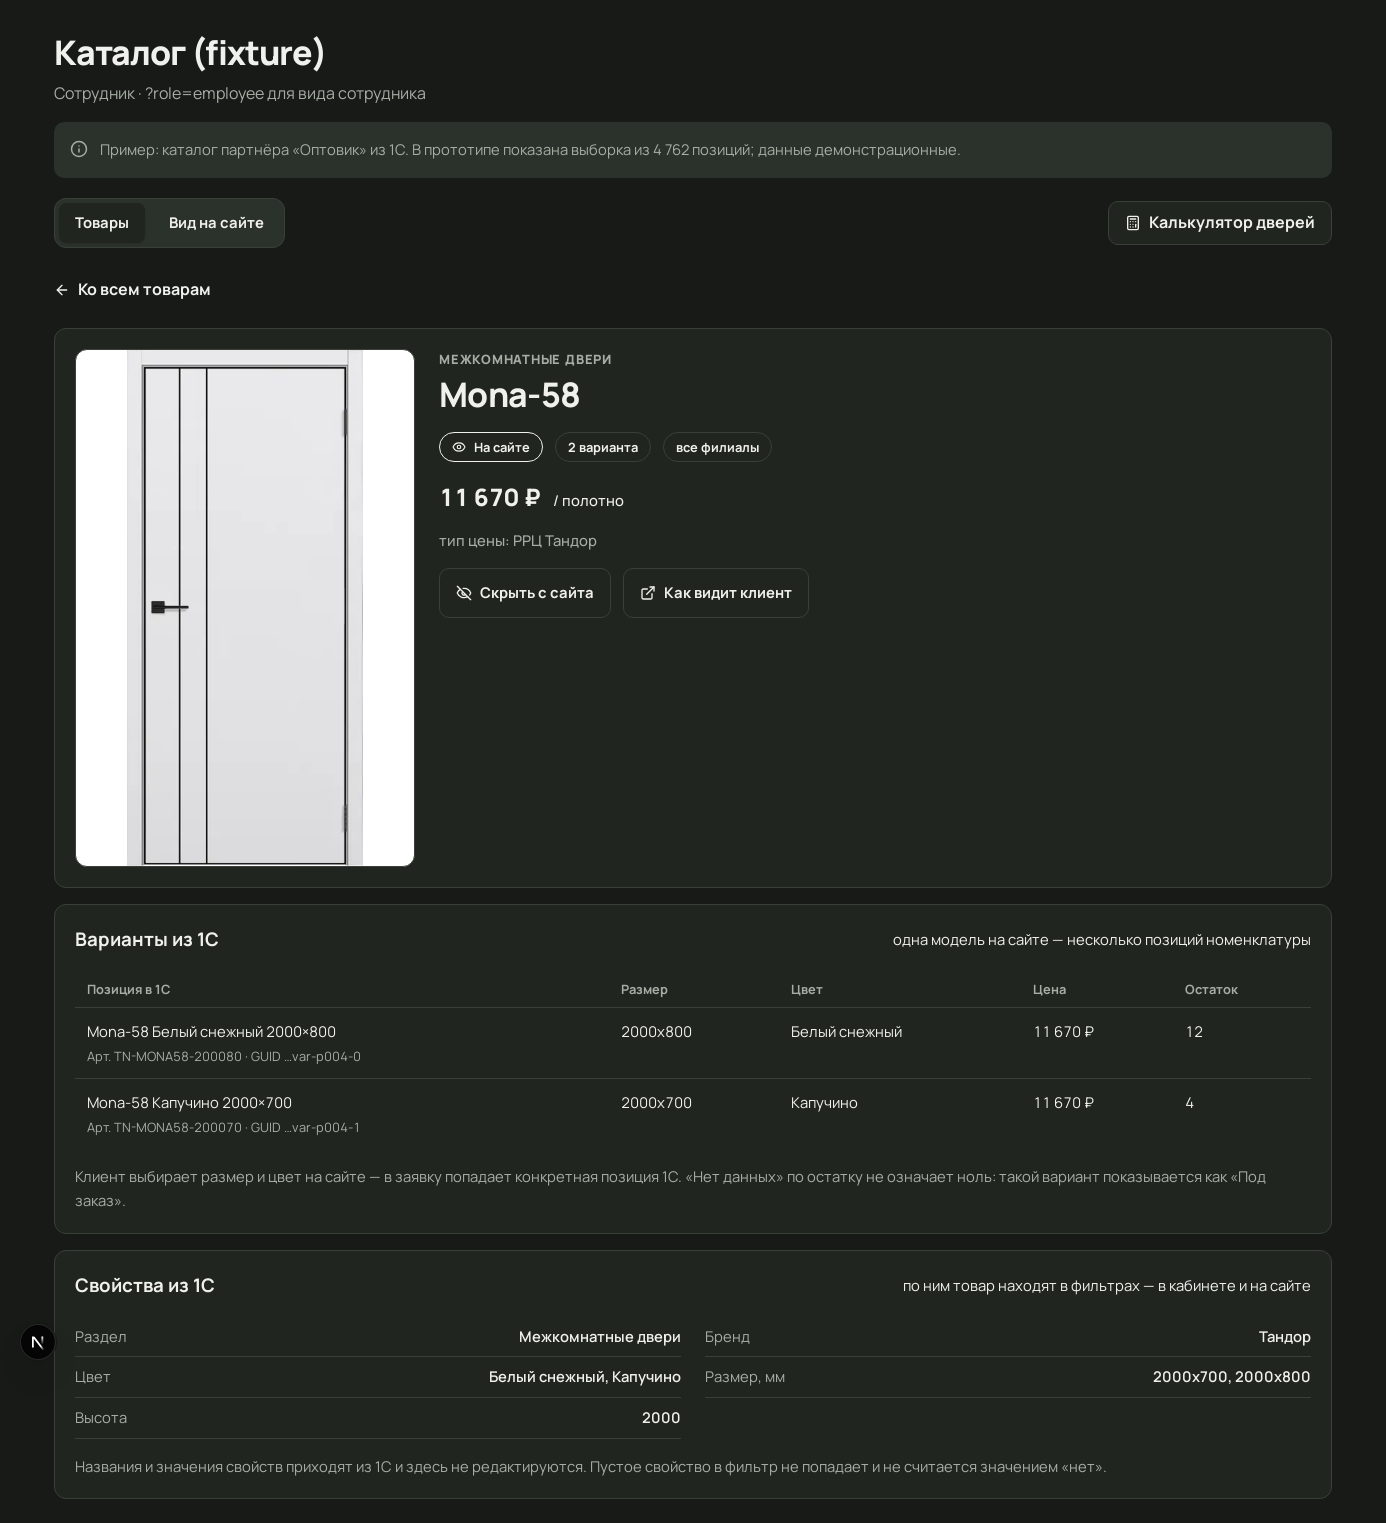 Каталог (fixture)
Сотрудник · ?role=employee для вида сотрудника
Пример: каталог партнёра «Оптовик» из 1С. В прототипе показана выборка из 4 762 позиций; данные демонстрационные.
Товары
Вид на сайте
Калькулятор дверей
Ко всем товарам
МЕЖКОМНАТНЫЕ ДВЕРИ
Mona-58
На сайте
2 варианта
все филиалы
11 670 ₽ / полотно
тип цены: РРЦ Тандор
Скрыть с сайта
Как видит клиент
Варианты из 1С
одна модель на сайте — несколько позиций номенклатуры
Позиция в 1С Размер Цвет Цена Остаток
Mona-58 Белый снежный 2000×800 2000x800 Белый снежный 11 670 ₽ 12
Арт. TN-MONA58-200080 · GUID …var-p004-0
Mona-58 Капучино 2000×700 2000x700 Капучино 11 670 ₽ 4
Арт. TN-MONA58-200070 · GUID …var-p004-1
Клиент выбирает размер и цвет на сайте — в заявку попадает конкретная позиция 1С. «Нет данных» по остатку не означает ноль: такой вариант показывается как «Под
заказ».
Свойства из 1С
по ним товар находят в фильтрах — в кабинете и на сайте
Раздел Межкомнатные двери
Бренд Тандор
Цвет Белый снежный, Капучино
Размер, мм 2000x700, 2000x800
Высота 2000
Названия и значения свойств приходят из 1С и здесь не редактируются. Пустое свойство в фильтр не попадает и не считается значением «нет».
N